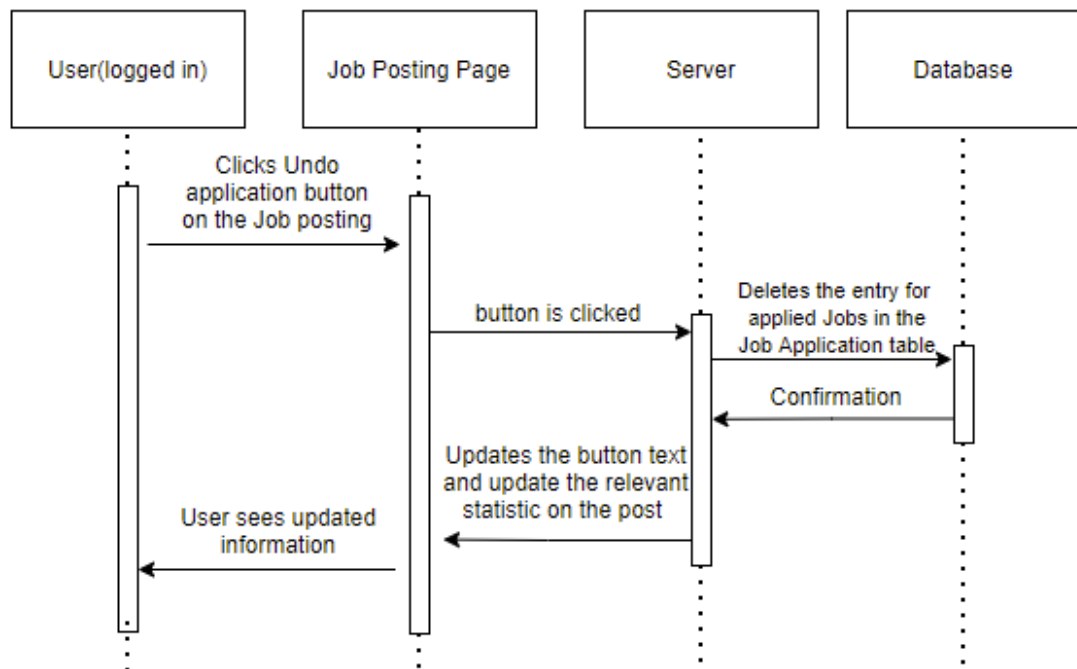 User(logged in)
Job Posting Page
Server
Database
Clicks Undo
application button
on the Job posting
button is clicked
Deletes the entry for
applied Jobs in the
Job Application table
Confirmation
Updates the button text
and update the relevant
statistic on the post
User sees updated
information